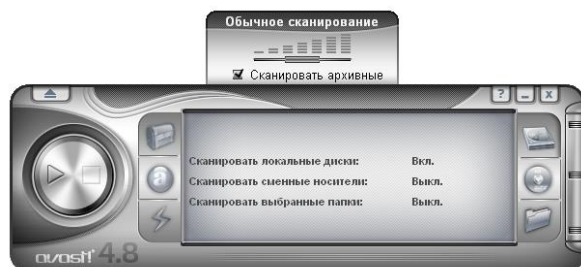 Обычное сканирование
Сканировать архивные
? _ x
Сканировать локальные диски: Вкл.
Сканировать сменные носители: Выкл.
Сканировать выбранные папки: Выкл.
a
avast! 4.8